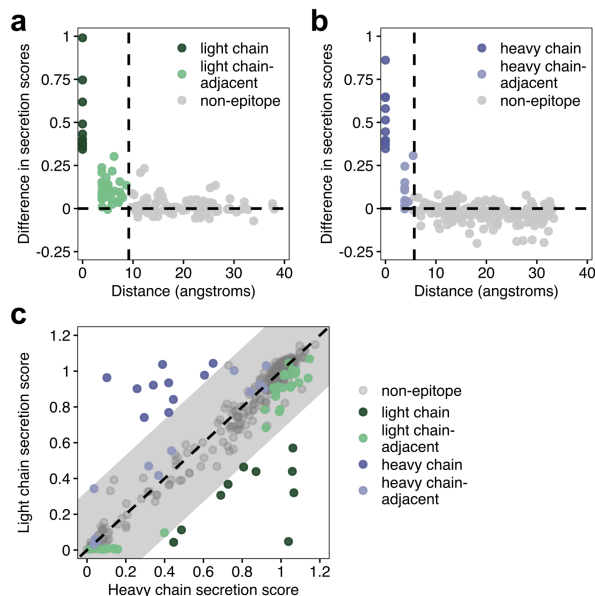 a
1
0.75
0.5
0.25
0
-0.25
Difference in secretion scores
light chain
light chain-
adjacent
non-epitope
0 10 20 30 40
Distance (angstroms)
b
1
0.75
0.5
0.25
0
-0.25
Difference in secretion scores
heavy chain
heavy chain-
adjacent
non-epitope
0 10 20 30 40
Distance (angstroms)
c
1.2
1
0.8
0.6
0.4
0.2
0
Light chain secretion score
0 0.2 0.4 0.6 0.8 1 1.2
Heavy chain secretion score
non-epitope
light chain
light chain-
adjacent
heavy chain
heavy chain-
adjacent